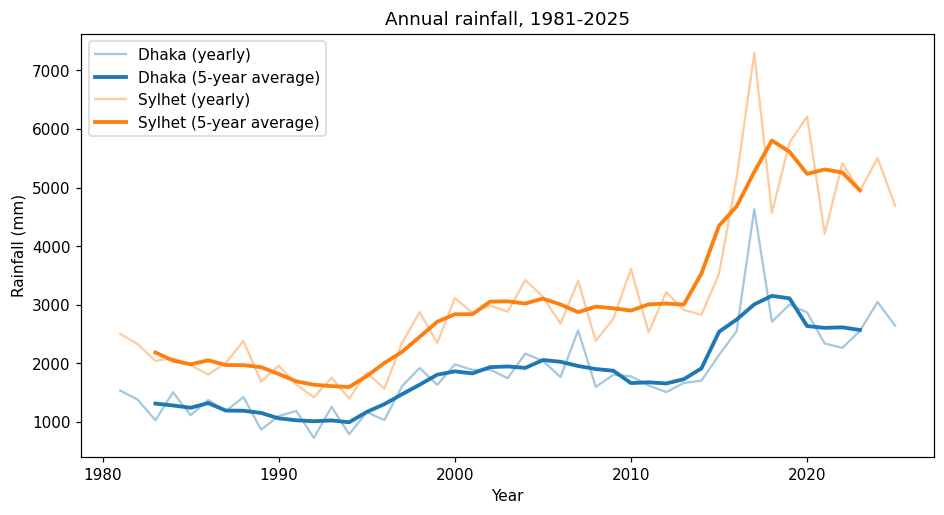 Annual rainfall, 1981-2025
Dhaka (yearly)
Dhaka (5-year average)
Sylhet (yearly)
Sylhet (5-year average)
Rainfall (mm)
7000
6000
5000
4000
3000
2000
1000
1980
1990
2000
2010
2020
Year